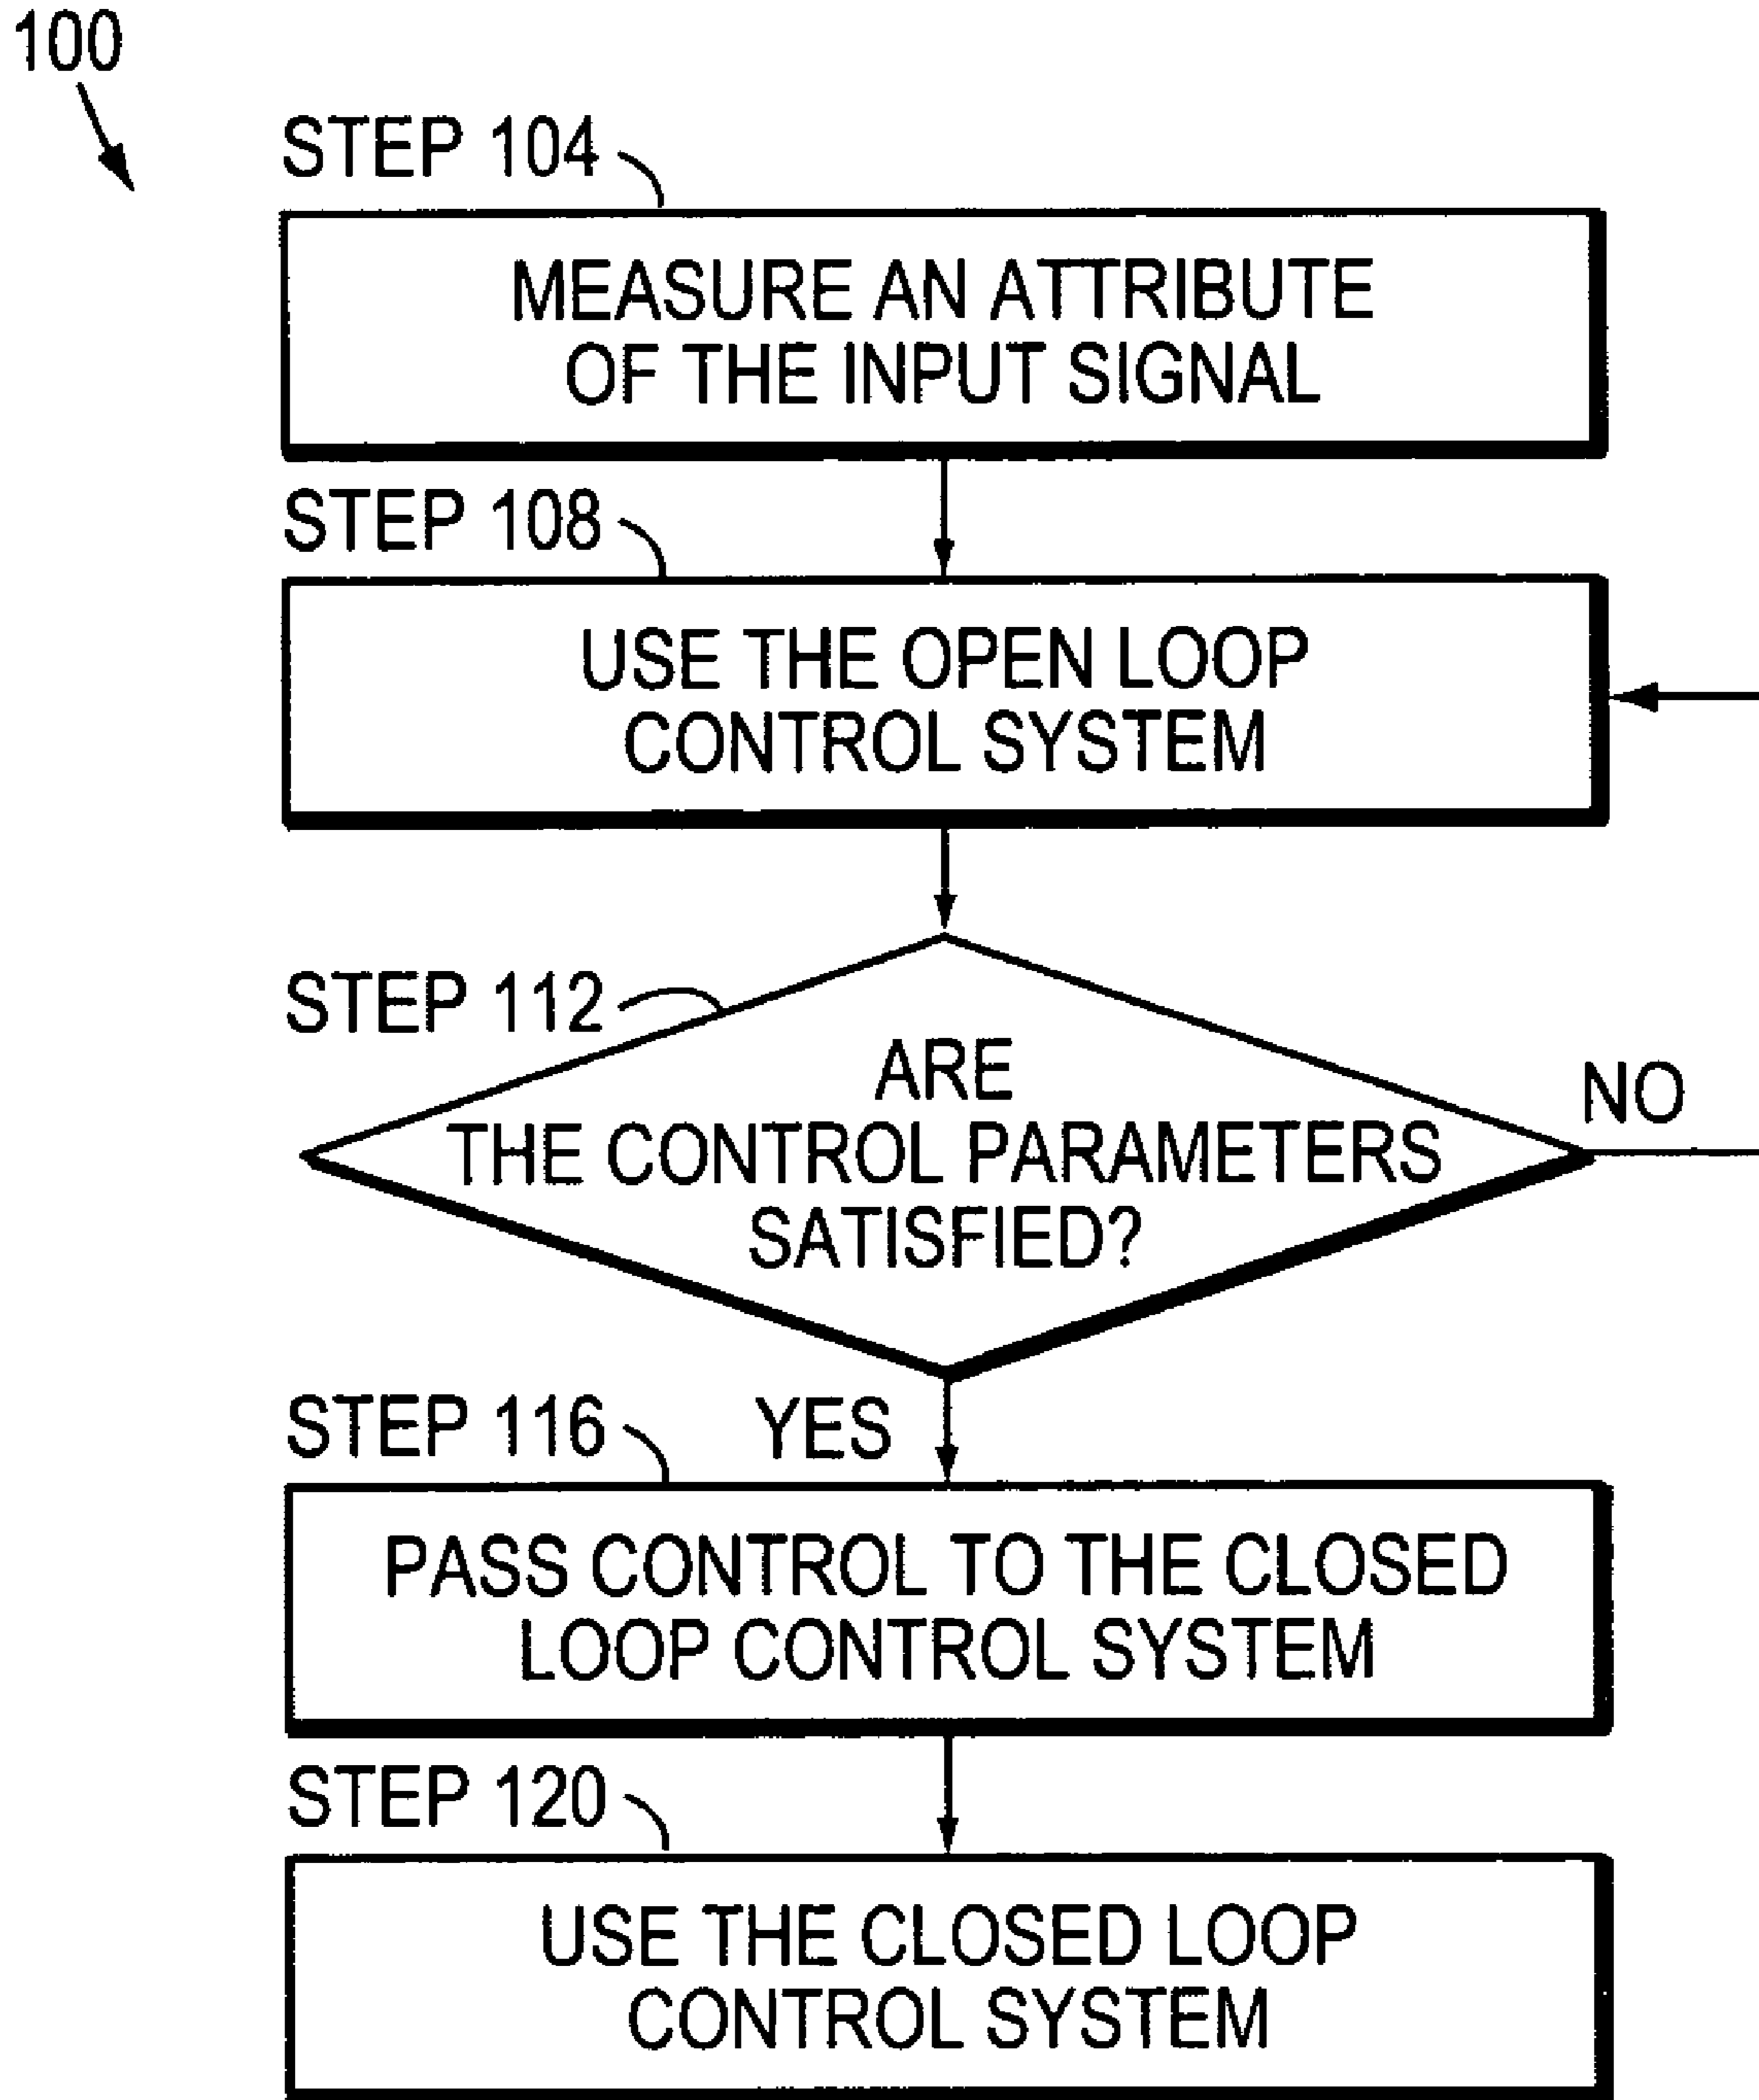 100
STEP 104
MEASURE AN ATTRIBUTE
OF THE INPUT SIGNAL
STEP 108
USE THE OPEN LOOP
CONTROL SYSTEM
STEP 112
ARE
THE CONTROL PARAMETERS
SATISFIED?
NO
STEP 116
YES
PASS CONTROL TO THE CLOSED
LOOP CONTROL SYSTEM
STEP 120
USE THE CLOSED LOOP
CONTROL SYSTEM